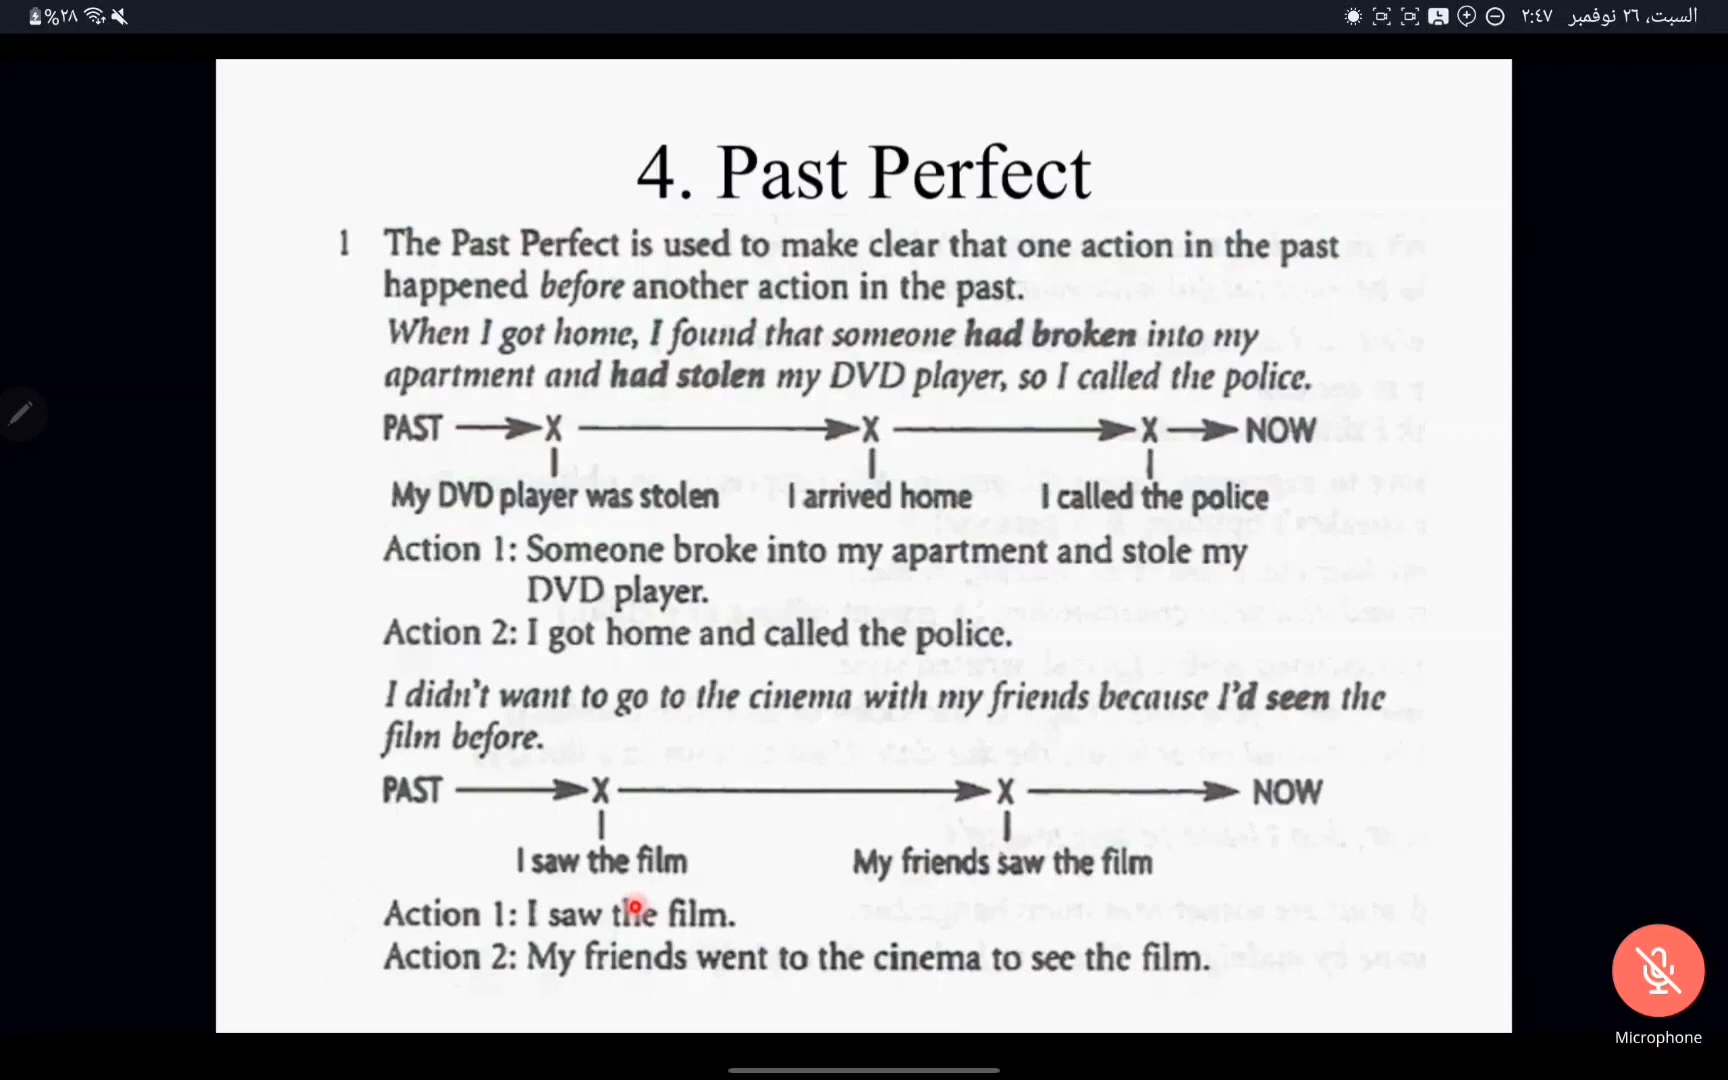 السبت، ٢٦ نوفمبر ٢:٤٧
%٢٨
4. Past Perfect
1 The Past Perfect is used to make clear that one action in the past
happened before another action in the past.
When I got home, I found that someone had broken into my
apartment and had stolen my DVD player, so I called the police.
PAST X X X NOW
My DVD player was stolen I arrived home I called the police
Action 1: Someone broke into my apartment and stole my
DVD player.
Action 2: I got home and called the police.
I didn't want to go to the cinema with my friends because I'd seen the
film before.
PAST X X NOW
I saw the film My friends saw the film
Action 1: I saw the film.
Action 2: My friends went to the cinema to see the film.
Microphone